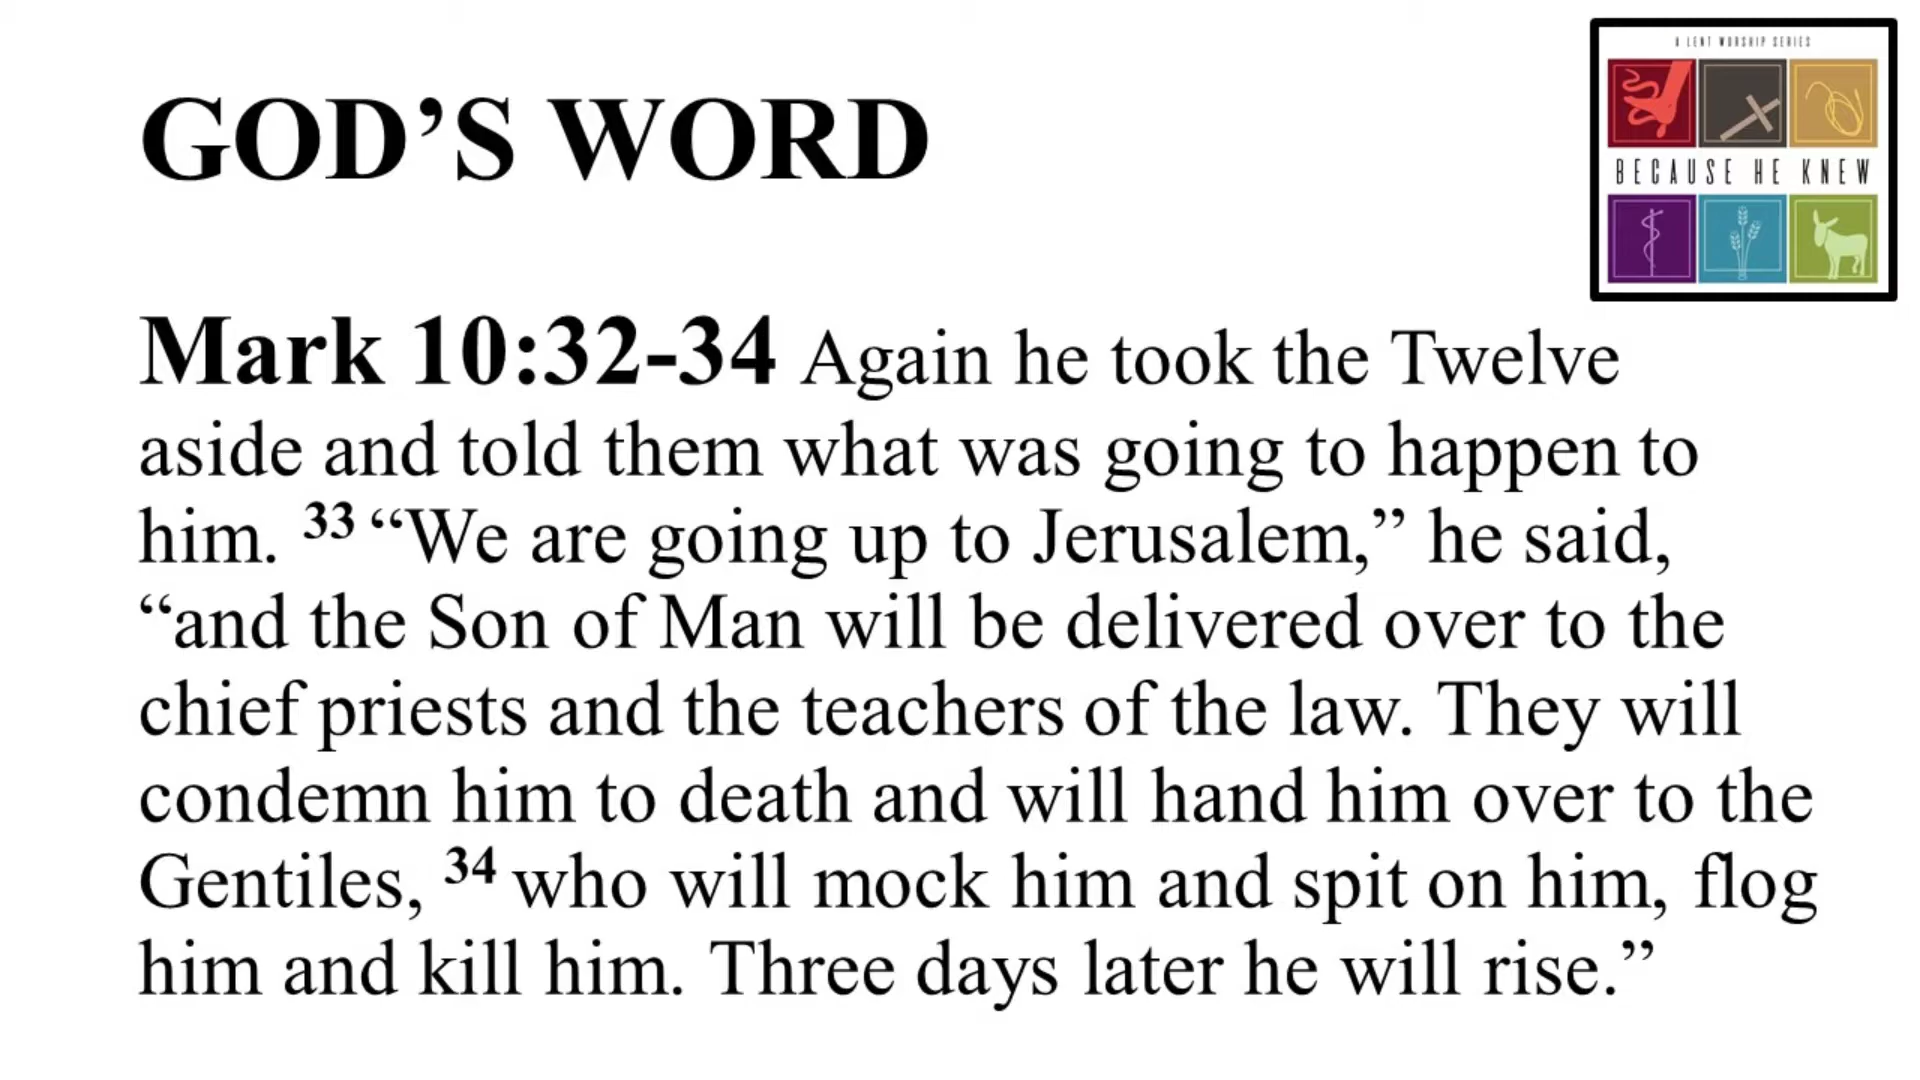 A LENT WORSHIP SERIES
BECAUSE HE KNEW
GOD’S WORD
Mark 10:32-34 Again he took the Twelve
aside and told them what was going to happen to
him. 33 “We are going up to Jerusalem,” he said,
“and the Son of Man will be delivered over to the
chief priests and the teachers of the law. They will
condemn him to death and will hand him over to the
Gentiles, 34 who will mock him and spit on him, flog
him and kill him. Three days later he will rise.”